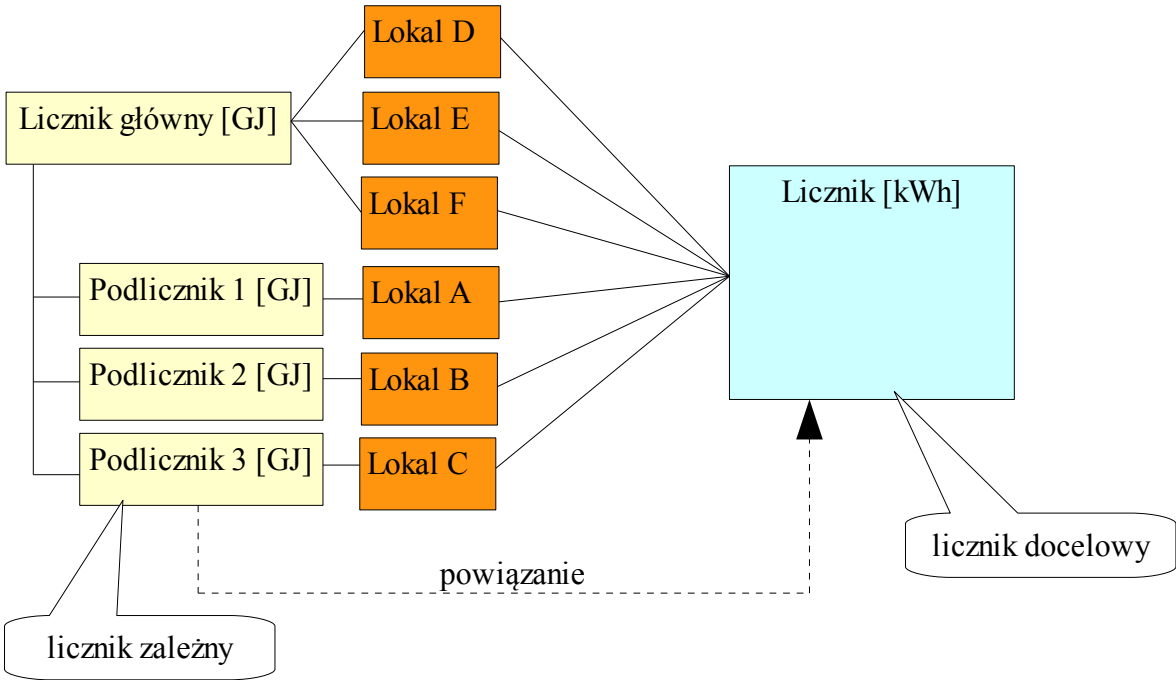 Lokal D
Licznik główny [GJ]
Lokal E
Lokal F
Licznik [kWh]
Podlicznik 1 [GJ]
Lokal A
Podlicznik 2 [GJ]
Lokal B
Podlicznik 3 [GJ]
Lokal C
licznik docelowy
powiązanie
licznik zależny